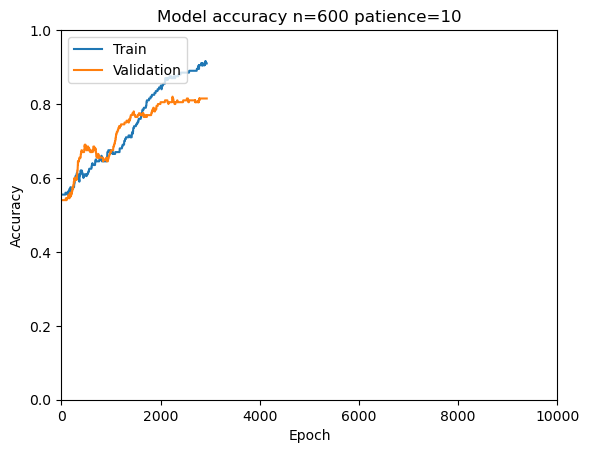 Model accuracy n=600 patience=10
Train
Validation
1.0
0.8
0.6
0.4
0.2
0.0
Accuracy
0 2000 4000 6000 8000 10000
Epoch